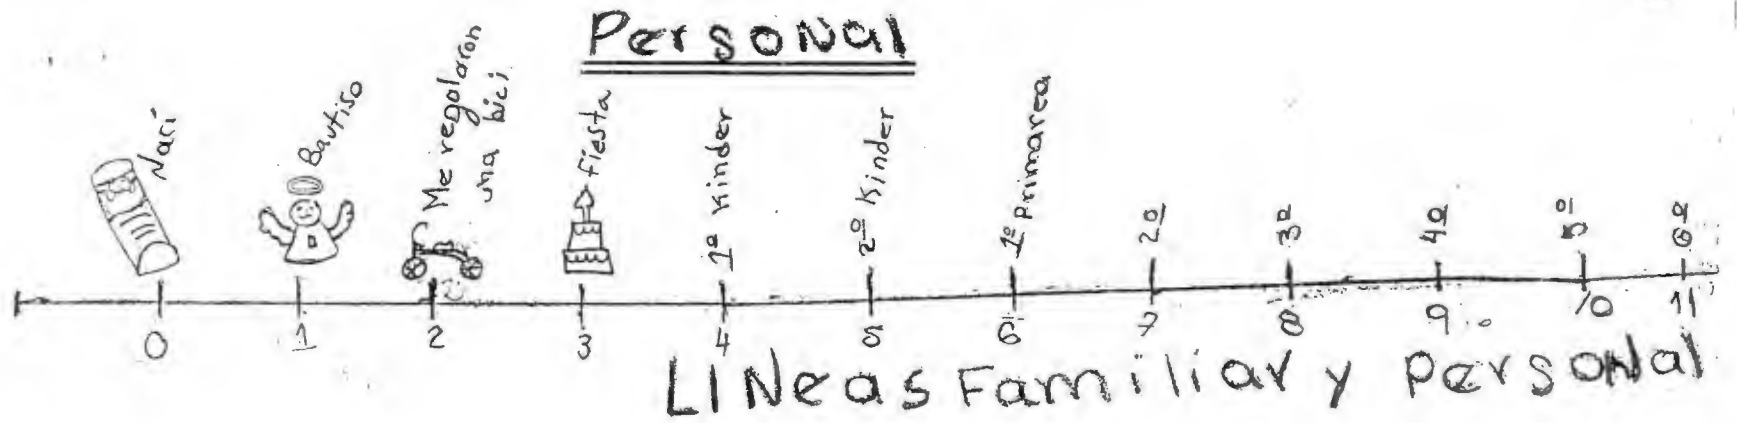 Personal
Nací
Bautiso
Me regolaron
una bici
Fiesta
1º Kinder
2º Kinder
1º Primarea
2º
3º
4º
5º
6º
0 1 2 3 4 5 6 7 8 9 10 11
LINeas Familiar y PersoNal